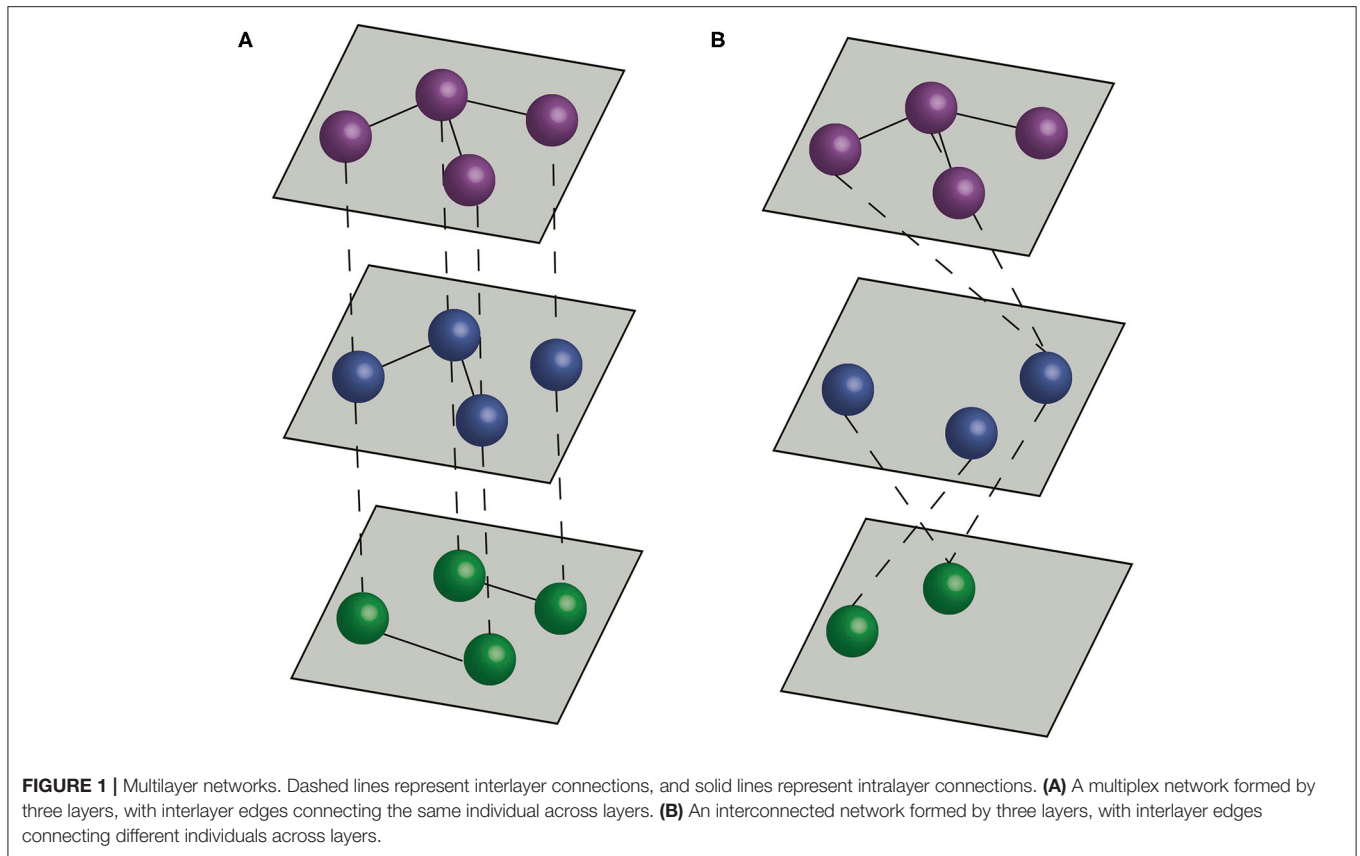 A
B
FIGURE 1 | Multilayer networks. Dashed lines represent interlayer connections, and solid lines represent intralayer connections. (A) A multiplex network formed by
three layers, with interlayer edges connecting the same individual across layers. (B) An interconnected network formed by three layers, with interlayer edges
connecting different individuals across layers.